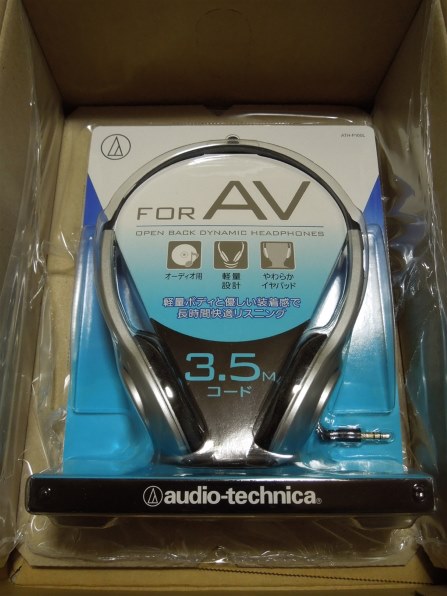 FOR AV
OPEN BACK DYNAMIC HEADPHONES
オーディオ用
軽量
設計
やわらか
イヤパッド
軽量ボディと優しい装着感で
長時間快適リスニング
3.5M
コード
audio-technica®